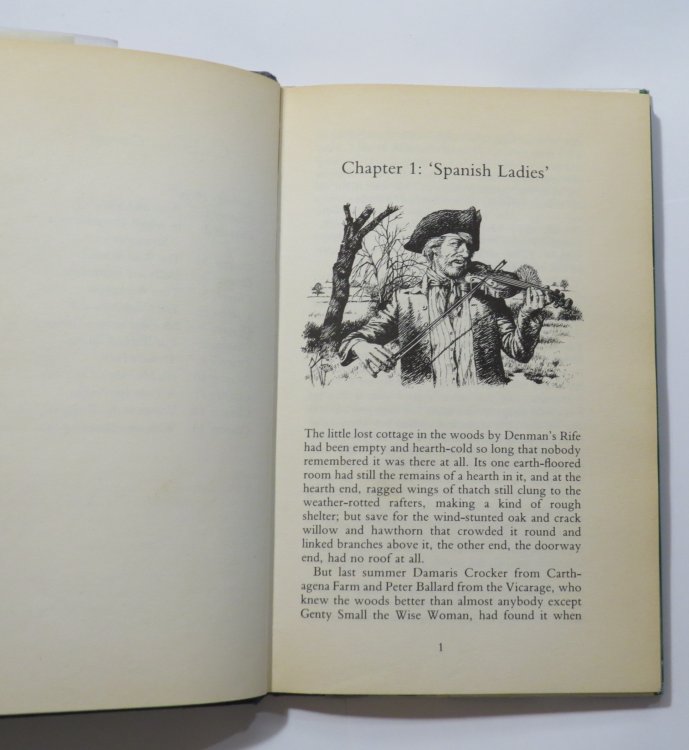 Chapter 1: ‘Spanish Ladies’
The little lost cottage in the woods by Denman's Rife
had been empty and hearth-cold so long that nobody
remembered it was there at all. Its one earth-floored
room had still the remains of a hearth in it, and at the
hearth end, ragged wings of thatch still clung to the
weather-rotted rafters, making a kind of rough
shelter; but save for the wind-stunted oak and crack
willow and hawthorn that crowded it round and
linked branches above it, the other end, the doorway
end, had no roof at all.
But last summer Damaris Crocker from Carth-
agena Farm and Peter Ballard from the Vicarage, who
knew the woods better than almost anybody except
Genty Small the Wise Woman, had found it when
1